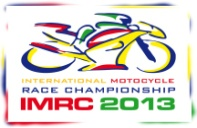 INTERNATIONAL MOTOCYCLE
RACE CHAMPIONSHIP
IMRC 2013